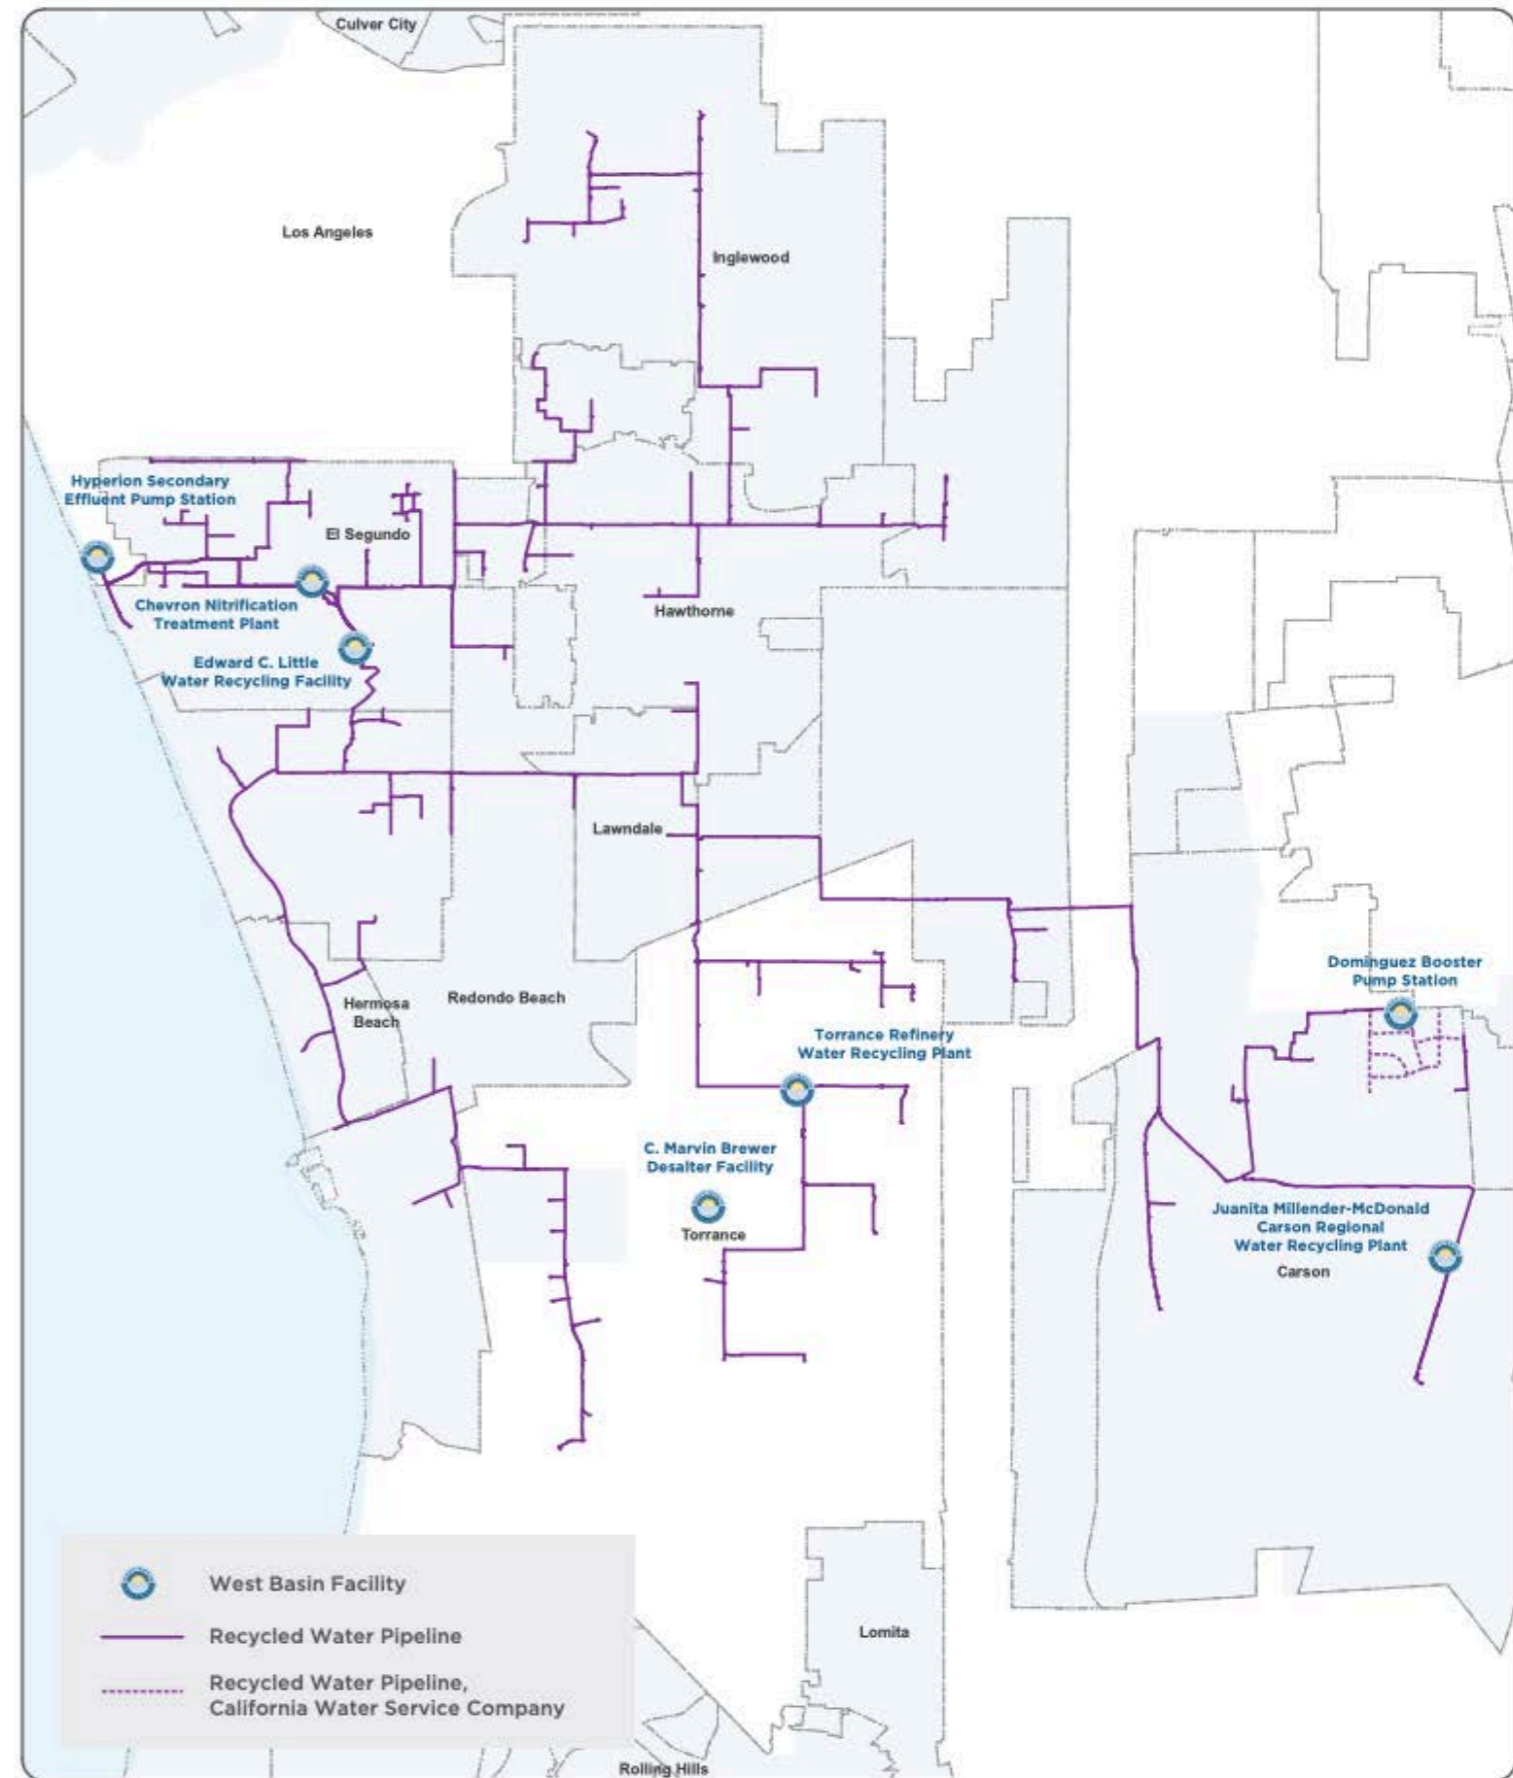 Culver City
Los Angeles
Inglewood
Hyperion Secondary
Effluent Pump Station
El Segundo
Chevron Nitrification
Treatment Plant
Hawthorne
Edward C. Little
Water Recycling Facility
Lawndale
Dominguez Booster
Pump Station
Hermosa
Beach
Redondo Beach
Torrance Refinery
Water Recycling Plant
C. Marvin Brewer
Desalter Facility
Torrance
Juanita Millender-McDonald
Carson Regional
Water Recycling Plant
Carson
West Basin Facility
Recycled Water Pipeline
Recycled Water Pipeline,
California Water Service Company
Lomita
Rolling Hills